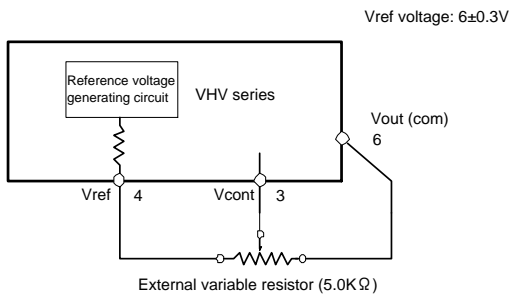 Vref voltage: 6±0.3V
Reference voltage
generating circuit
VHV series
Vout (com)
6
Vref 4
Vcont 3
External variable resistor (5.0KΩ)